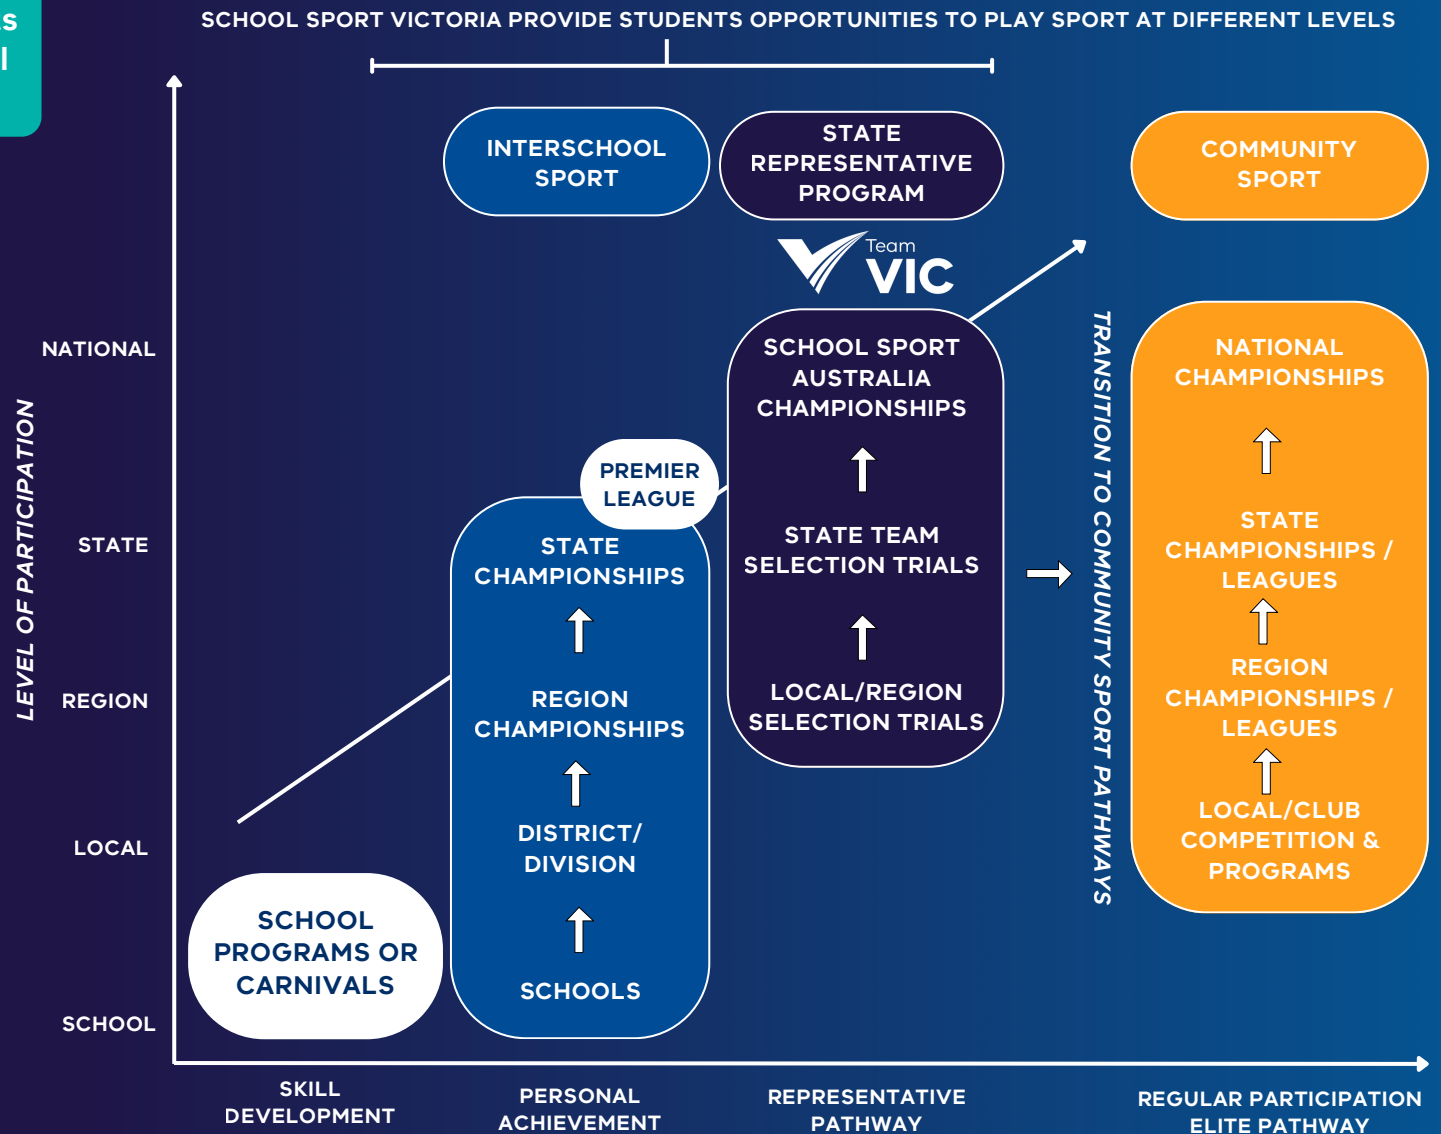 SCHOOL SPORT VICTORIA PROVIDE STUDENTS OPPORTUNITIES TO PLAY SPORT AT DIFFERENT LEVELS
INTERSCHOOL
SPORT
STATE
REPRESENTATIVE
PROGRAM
COMMUNITY
SPORT
Team
VIC
LEVEL OF PARTICIPATION
NATIONAL
STATE
REGION
LOCAL
SCHOOL
SCHOOL
PROGRAMS OR
CARNIVALS
PREMIER
LEAGUE
STATE
CHAMPIONSHIPS
REGION
CHAMPIONSHIPS
DISTRICT/
DIVISION
SCHOOLS
SCHOOL SPORT
AUSTRALIA
CHAMPIONSHIPS
STATE TEAM
SELECTION TRIALS
LOCAL/REGION
SELECTION TRIALS
TRANSITION TO COMMUNITY SPORT PATHWAYS
NATIONAL
CHAMPIONSHIPS
STATE
CHAMPIONSHIPS /
LEAGUES
REGION
CHAMPIONSHIPS /
LEAGUES
LOCAL/CLUB
COMPETITION &
PROGRAMS
SKILL
DEVELOPMENT
PERSONAL
ACHIEVEMENT
REPRESENTATIVE
PATHWAY
REGULAR PARTICIPATION
ELITE PATHWAY